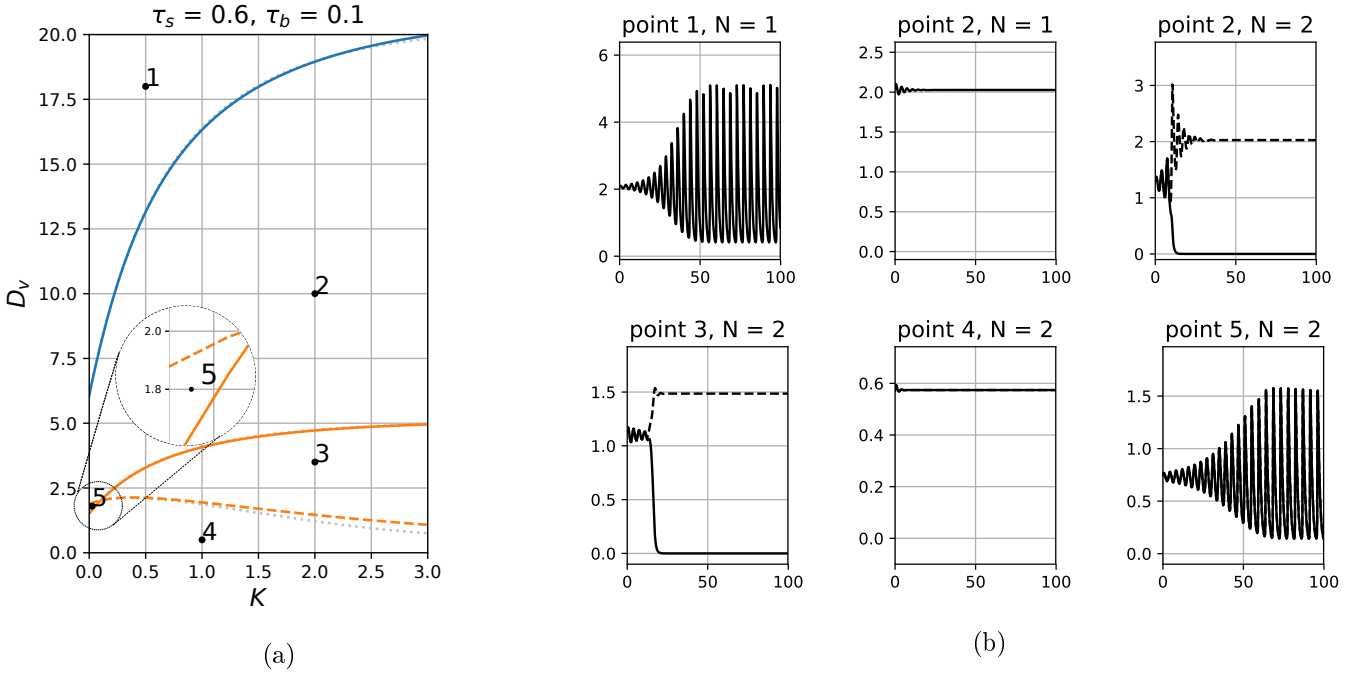 τ_s = 0.6, τ_b = 0.1
20.0
17.5
15.0
12.5
10.0
7.5
5.0
2.5
0.0
D_v
1
2
3
4
5
2.0
1.8
5
0.0 0.5 1.0 1.5 2.0 2.5 3.0
K
(a)
point 1, N = 1
6
4
2
0
0 50 100
point 2, N = 1
2.5
2.0
1.5
1.0
0.5
0.0
0 50 100
point 2, N = 2
3
2
1
0
0 50 100
point 3, N = 2
1.5
1.0
0.5
0.0
0 50 100
point 4, N = 2
0.6
0.4
0.2
0.0
0 50 100
point 5, N = 2
1.5
1.0
0.5
0.0
0 50 100
(b)